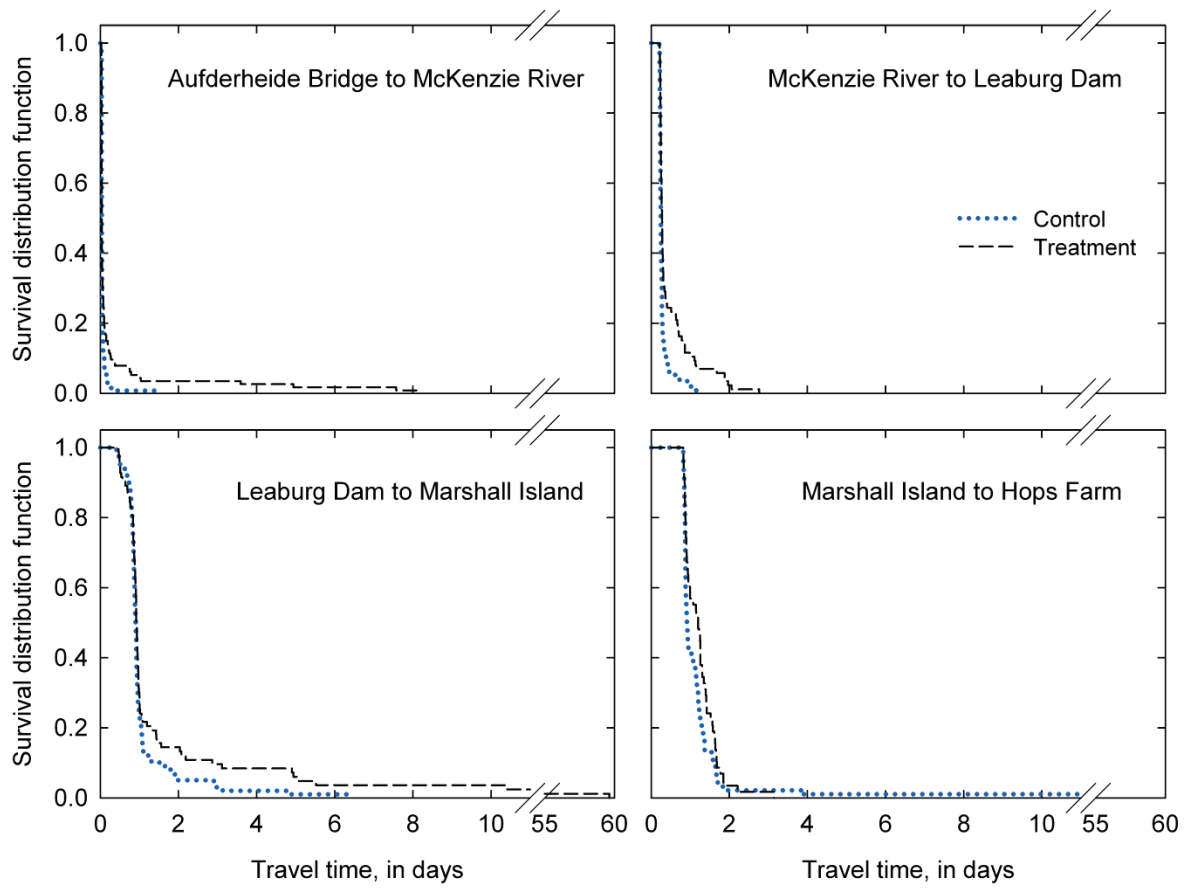 Survival distribution function
1.0
0.8
0.6
0.4
0.2
0.0
Aufderheide Bridge to McKenzie River
McKenzie River to Leaburg Dam
Control
Treatment
Survival distribution function
1.0
0.8
0.6
0.4
0.2
0.0
Leaburg Dam to Marshall Island
Marshall Island to Hops Farm
0 2 4 6 8 10 55 60
0 2 4 6 8 10 55 60
Travel time, in days
Travel time, in days